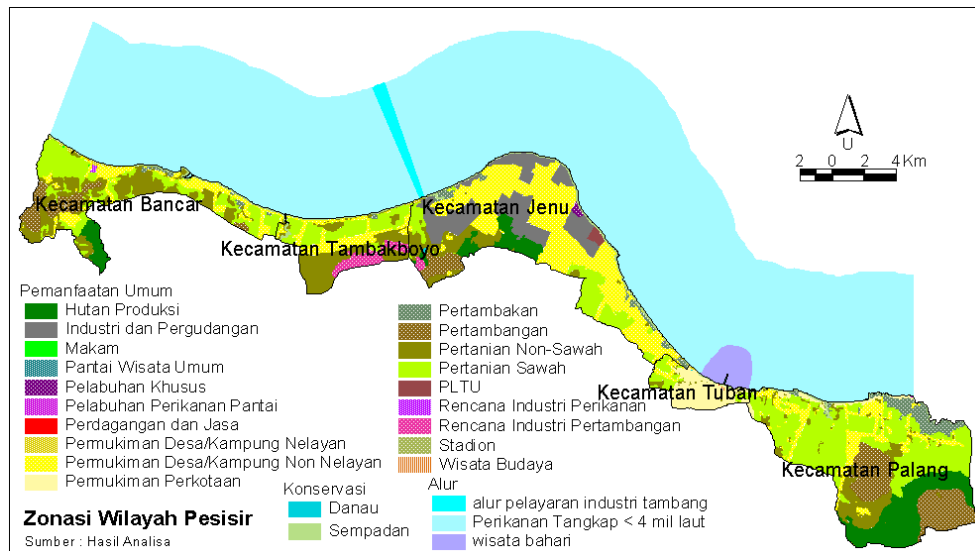 U
2 0 2 4 Km
Kecamatan Bancar
Kecamatan Jenu
Kecamatan Tambakboyo
Kecamatan Tuban
Kecamatan Palang
Pemanfaatan Umum
Hutan Produksi
Industri dan Pergudangan
Makam
Pantai Wisata Umum
Pelabuhan Khusus
Pelabuhan Perikanan Pantai
Perdagangan dan Jasa
Permukiman Desa/Kampung Nelayan
Permukiman Desa/Kampung Non Nelayan
Permukiman Perkotaan
Pertambakan
Pertambangan
Pertanian Non-Sawah
Pertanian Sawah
PLTU
Rencana Industri Perikanan
Rencana Industri Pertambangan
Stadion
Wisata Budaya
Konservasi
Danau
Sempadan
Alur
alur pelayaran industri tambang
Perikanan Tangkap < 4 mil laut
wisata bahari
Zonasi Wilayah Pesisir
Sumber : Hasil Analisa